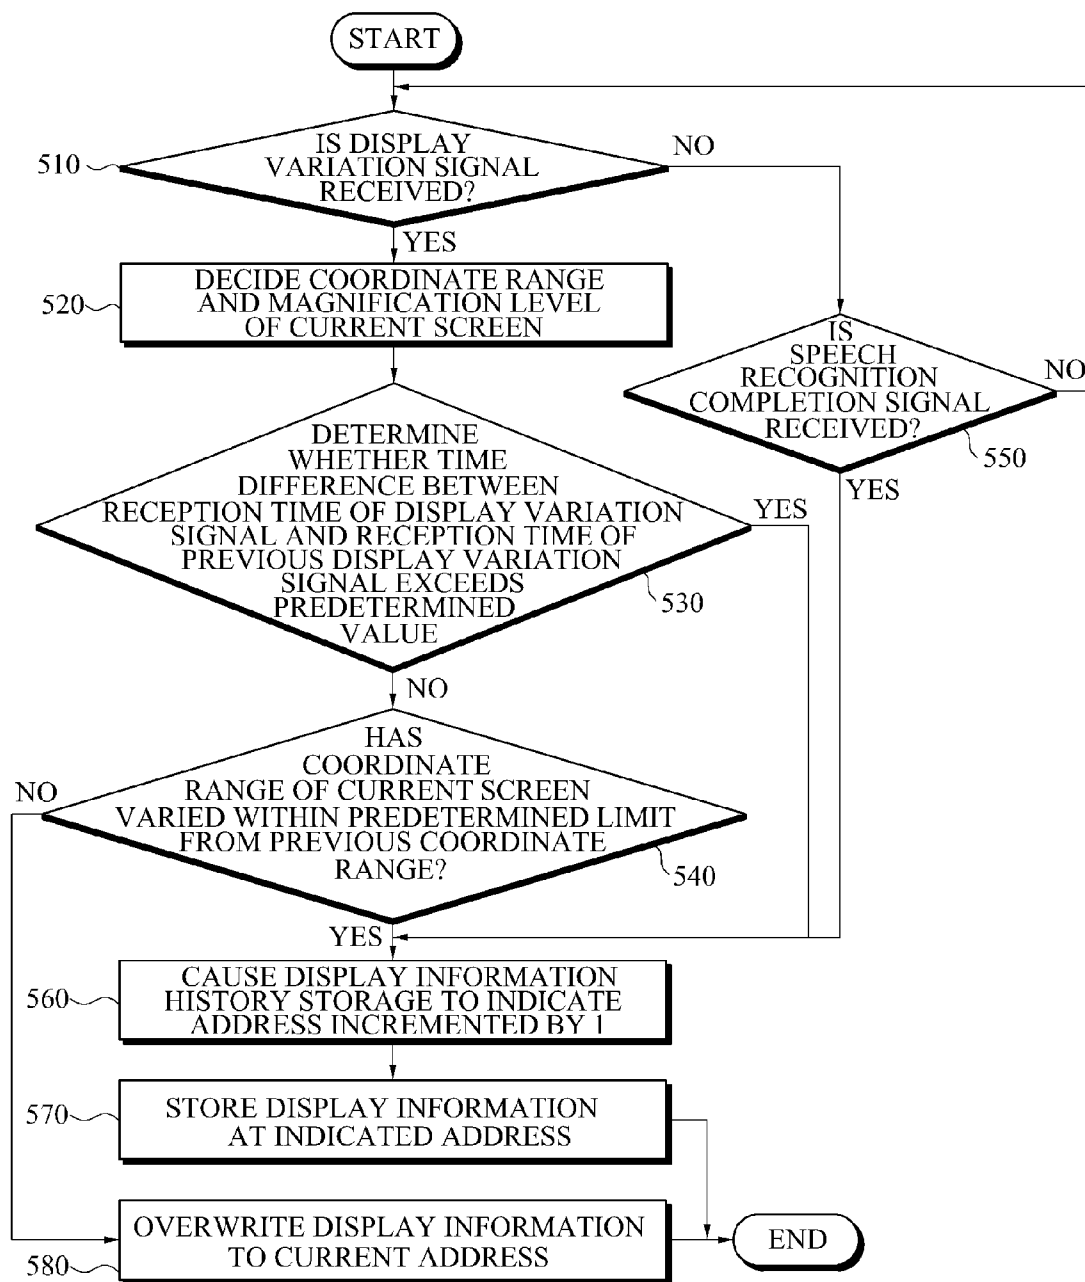 START
IS DISPLAY
VARIATION SIGNAL
RECEIVED?
510
NO
YES
DECIDE COORDINATE RANGE
AND MAGNIFICATION LEVEL
OF CURRENT SCREEN
520
IS
SPEECH
RECOGNITION
COMPLETION SIGNAL
RECEIVED?
NO
550
YES
DETERMINE
WHETHER TIME
DIFFERENCE BETWEEN
RECEPTION TIME OF DISPLAY VARIATION
SIGNAL AND RECEPTION TIME OF
PREVIOUS DISPLAY VARIATION
SIGNAL EXCEEDS
PREDETERMINED
VALUE
YES
530
NO
HAS
COORDINATE
RANGE OF CURRENT SCREEN
VARIED WITHIN PREDETERMINED LIMIT
FROM PREVIOUS COORDINATE
RANGE?
NO
540
YES
CAUSE DISPLAY INFORMATION
HISTORY STORAGE TO INDICATE
ADDRESS INCREMENTED BY 1
560
STORE DISPLAY INFORMATION
AT INDICATED ADDRESS
570
OVERWRITE DISPLAY INFORMATION
TO CURRENT ADDRESS
580
END